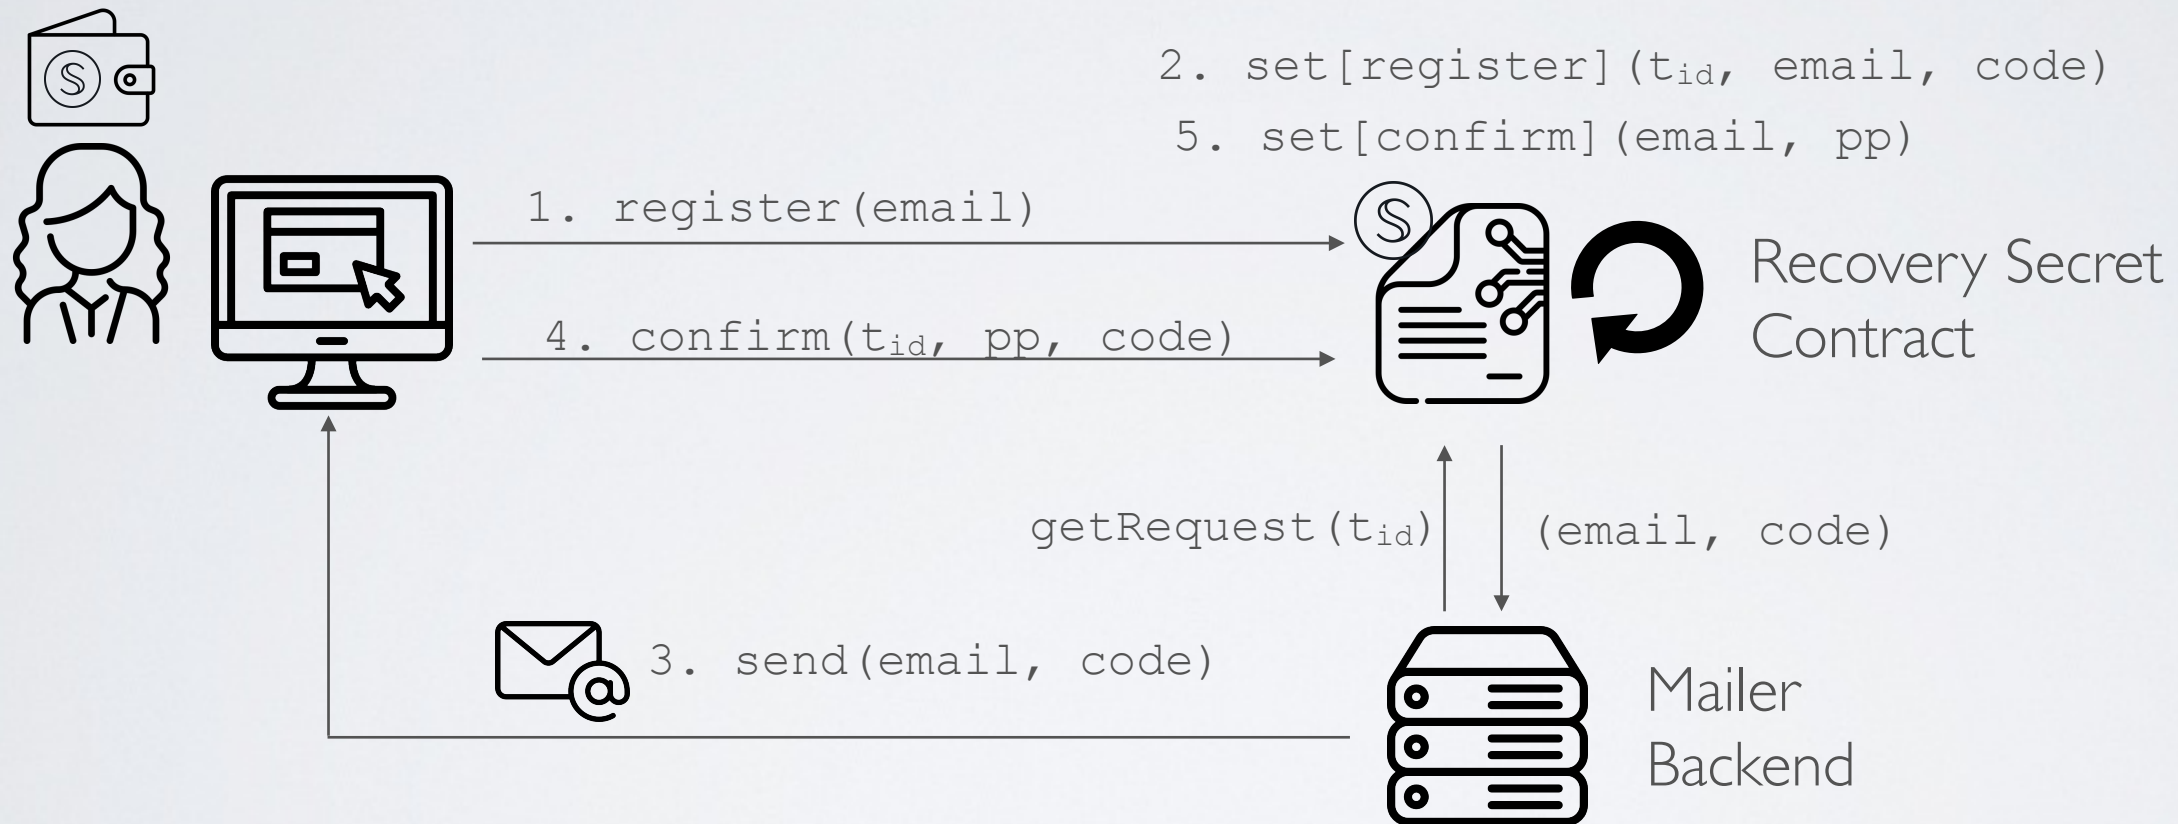 2. set[register](tid, email, code)
5. set[confirm](email, pp)
1. register(email)
Recovery Secret
Contract
4. confirm(tid, pp, code)
getRequest(tid)
(email, code)
3. send(email, code)
Mailer
Backend